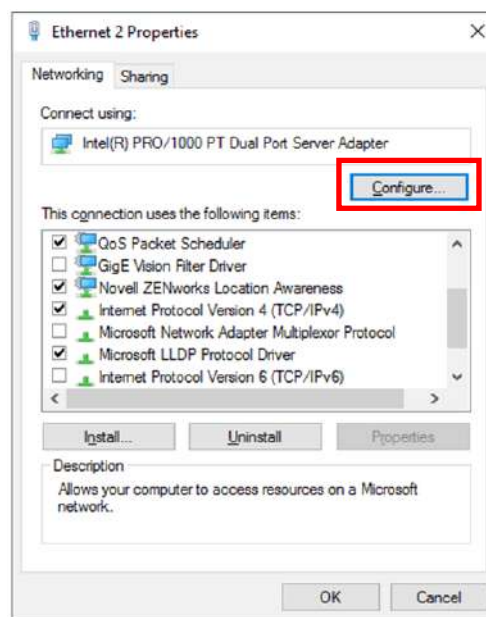 Ethernet 2 Properties
Networking Sharing
Connect using:
Intel(R) PRO/1000 PT Dual Port Server Adapter
Configure...
This connection uses the following items:
QoS Packet Scheduler
GigE Vision Filter Driver
Novell ZENworks Location Awareness
Internet Protocol Version 4 (TCP/IPv4)
Microsoft Network Adapter Multiplexor Protocol
Microsoft LLDP Protocol Driver
Internet Protocol Version 6 (TCP/IPv6)
Install... Uninstall Properties
Description
Allows your computer to access resources on a Microsoft
network.
OK Cancel